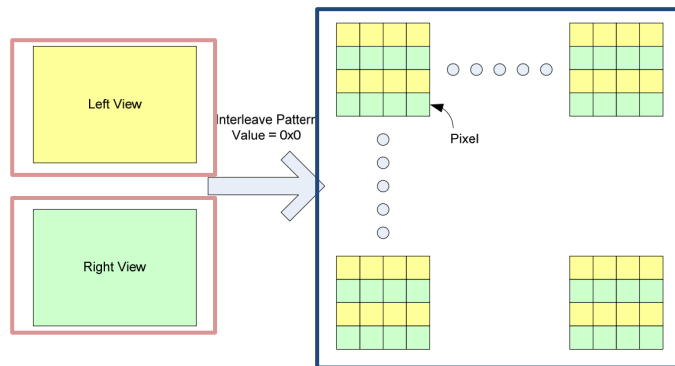 Left View
Interleave Pattern
Value = 0x0
Pixel
Right View